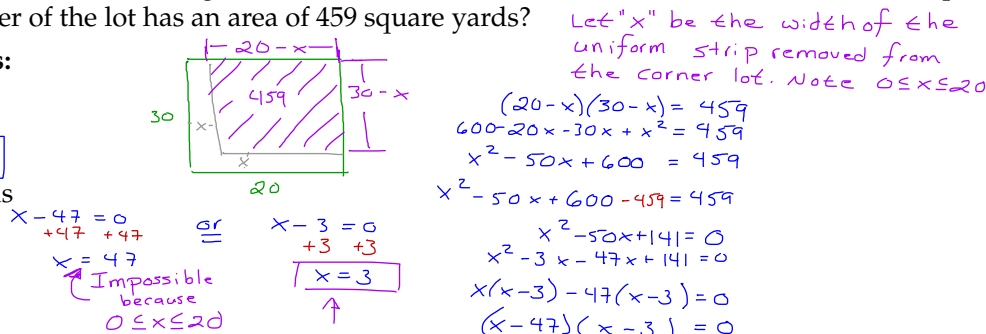 er of the lot has an area of 459 square yards?
Let "x" be the width of the
uniform strip removed from
the corner lot. Note 0≤x≤20
s:
20-x
459
30-x
30
x
x
20
(20-x)(30-x) = 459
600-20x-30x + x² = 459
x² - 50x + 600 = 459
x² - 50x + 600 -459 = 459
x² -50x+141 = 0
x² -3x - 47x + 141 = 0
x(x-3) - 47(x-3) = 0
(x-47)(x-3) = 0
s
x - 47 = 0 or x - 3 = 0
+47 +47 +3 +3
x = 47 x = 3
Impossible
because
0≤x≤20